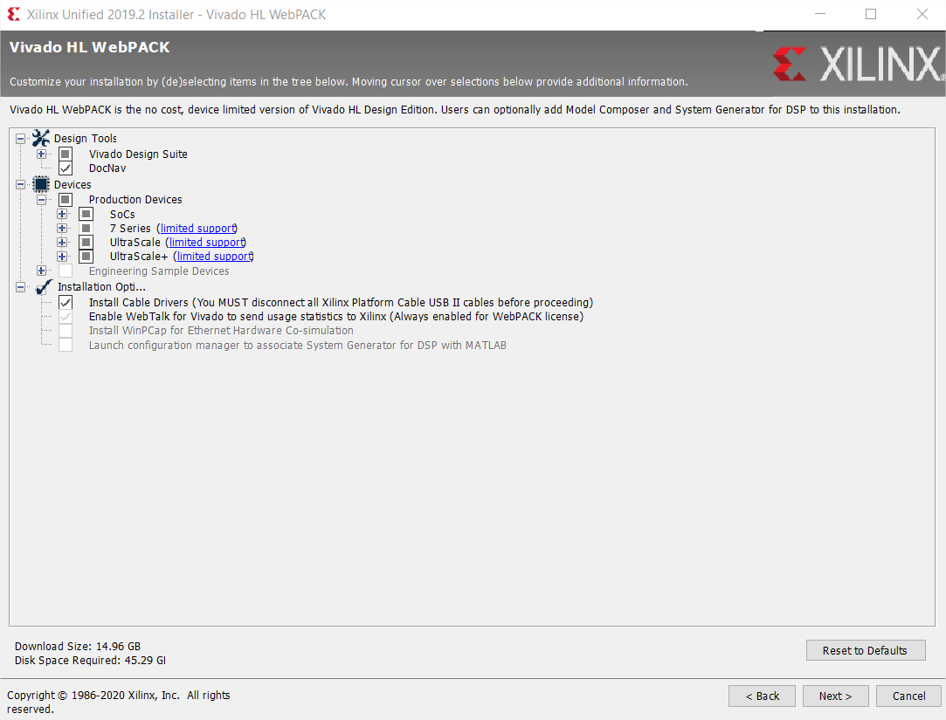 Xilinx Unified 2019.2 Installer - Vivado HL WebPACK
Vivado HL WebPACK
Customize your installation by (de)selecting items in the tree below. Moving cursor over selections below provide additional information.
XILINX
Vivado HL WebPACK is the no cost, device limited version of Vivado HL Design Edition. Users can optionally add Model Composer and System Generator for DSP to this installation.
Design Tools
Vivado Design Suite
DocNav
Devices
Production Devices
SoCs
7 Series (limited support)
UltraScale (limited support)
UltraScale+ (limited support)
Engineering Sample Devices
Installation Opti...
Install Cable Drivers (You MUST disconnect all Xilinx Platform Cable USB II cables before proceeding)
Enable WebTalk for Vivado to send usage statistics to Xilinx (Always enabled for WebPACK license)
Install WinPCap for Ethernet Hardware Co-simulation
Launch configuration manager to associate System Generator for DSP with MATLAB
Download Size: 14.96 GB
Disk Space Required: 45.29 GI
Reset to Defaults
Copyright © 1986-2020 Xilinx, Inc. All rights
reserved.
< Back
Next >
Cancel